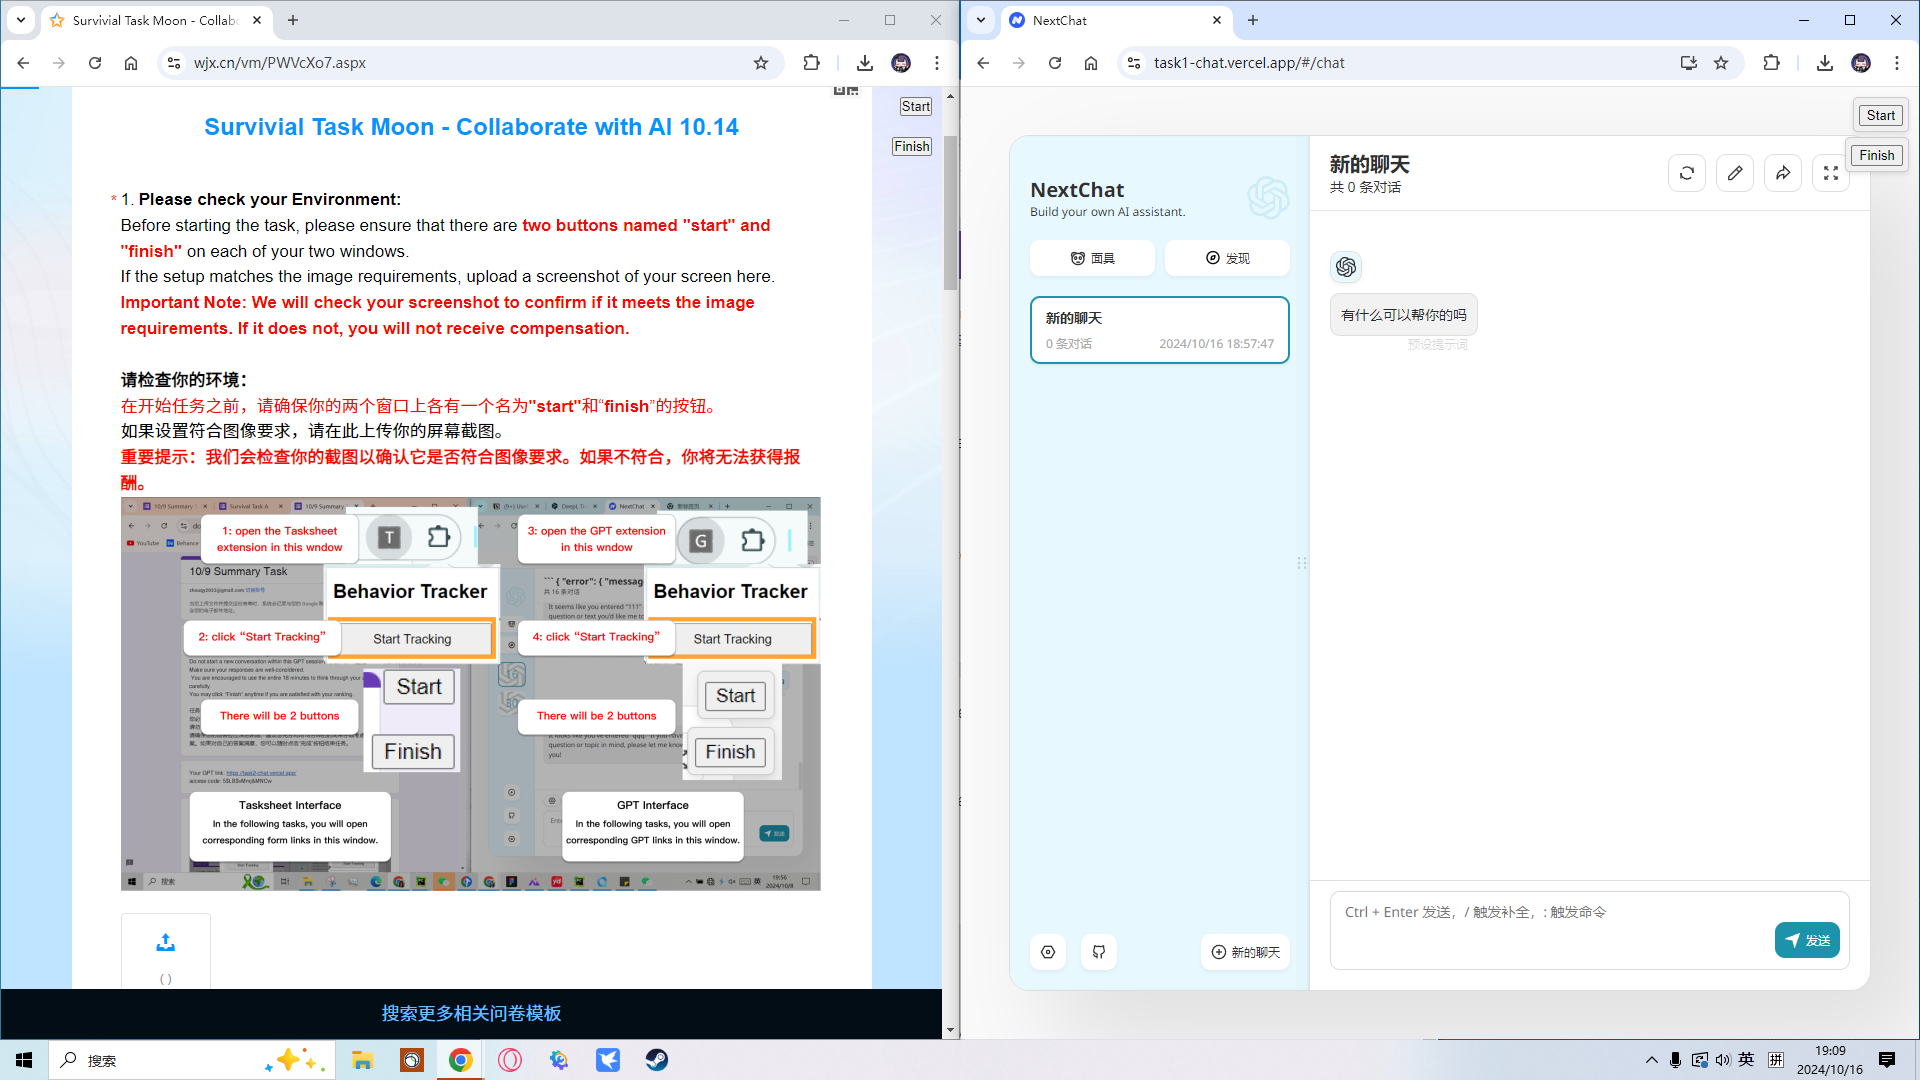 Survivial Task Moon - Collabo
wjx.cn/vm/PWVcXo7.aspx
Start
Finish
Survivial Task Moon - Collaborate with AI 10.14
* 1. Please check your Environment:
Before starting the task, please ensure that there are two buttons named "start" and
"finish" on each of your two windows.
If the setup matches the image requirements, upload a screenshot of your screen here.
Important Note: We will check your screenshot to confirm if it meets the image
requirements. If it does not, you will not receive compensation.
请检查你的环境：
在开始任务之前，请确保你的两个窗口上各有一个名为"start"和“finish”的按钮。
如果设置符合图像要求，请在此上传你的屏幕截图。
重要提示：我们会检查你的截图以确认它是否符合图像要求。如果不符合，你将无法获得报
酬。
1: open the Tasksheet
extension in this wndow
T
3: open the GPT extension
in this wndow
G
10/9 Summary Task
Behavior Tracker
Behavior Tracker
2: click “Start Tracking”
Start Tracking
4: click “Start Tracking”
Start Tracking
Start
There will be 2 buttons
Finish
Start
There will be 2 buttons
Finish
Tasksheet Interface
In the following tasks, you will open
corresponding form links in this window.
GPT Interface
In the following tasks, you will open
corresponding GPT links in this window.
( )
搜索更多相关问卷模板
NextChat
task1-chat.vercel.app/#/chat
Start
Finish
NextChat
Build your own AI assistant.
面具
发现
新的聊天
0 条对话 2024/10/16 18:57:47
新的聊天
共 0 条对话
有什么可以帮你的吗
预设提示词
Ctrl + Enter 发送，/ 触发补全，: 触发命令
发送
新的聊天
搜索
英
拼
19:09
2024/10/16